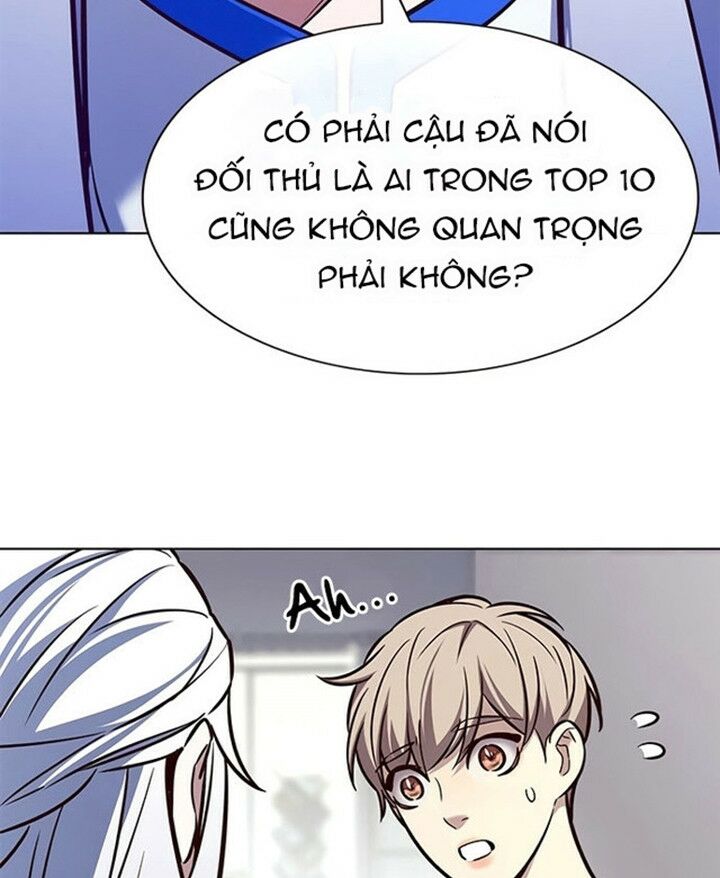 CÓ PHẢI CẬU ĐÃ NÓI
ĐỐI THỦ LÀ AI TRONG TOP 10
CŨNG KHÔNG QUAN TRỌNG
PHẢI KHÔNG?
Ah...